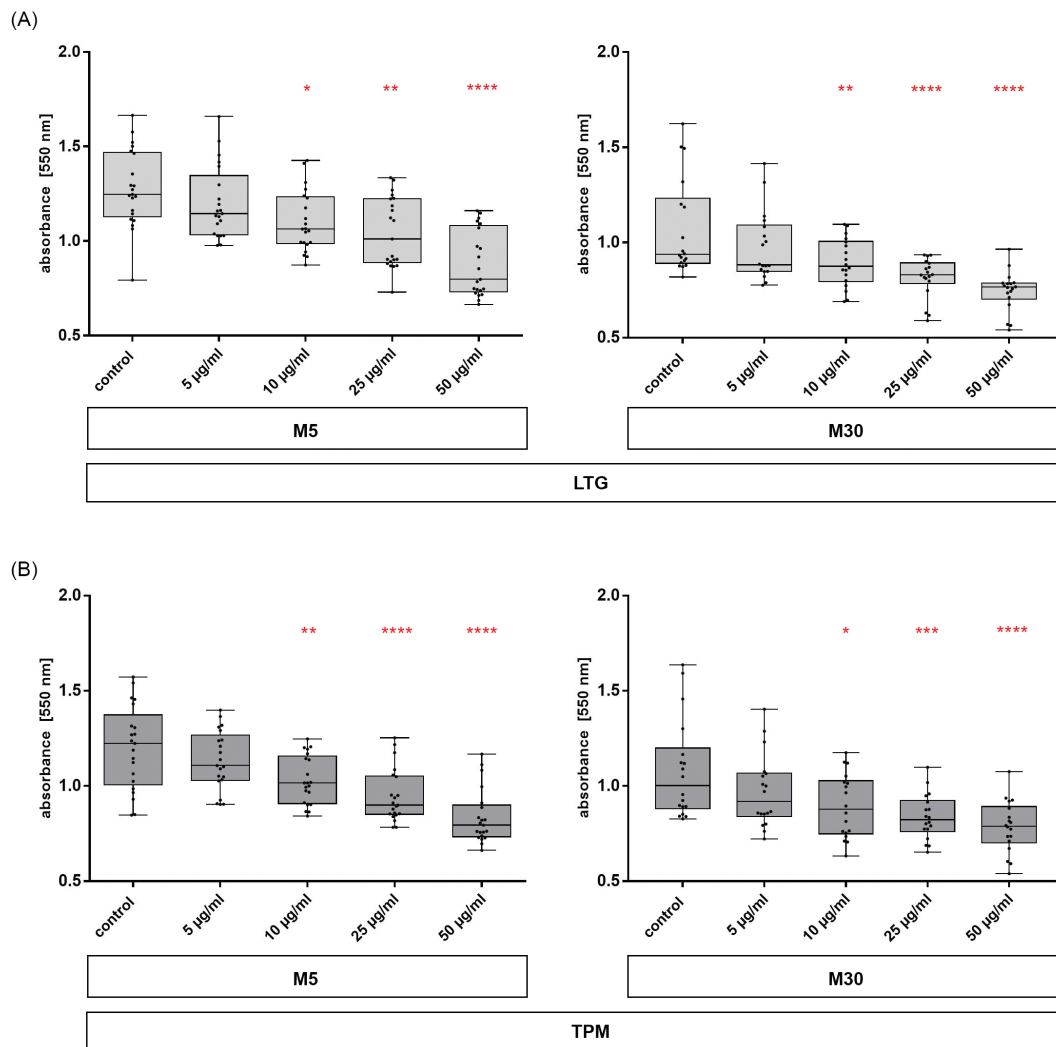 (A)
2.0
1.5
1.0
0.5
absorbance [550 nm]
* ** ****
control
5 µg/ml
10 µg/ml
25 µg/ml
50 µg/ml
M5
2.0
1.5
1.0
0.5
absorbance [550 nm]
** **** ****
control
5 µg/ml
10 µg/ml
25 µg/ml
50 µg/ml
M30
LTG
(B)
2.0
1.5
1.0
0.5
absorbance [550 nm]
** **** ****
control
5 µg/ml
10 µg/ml
25 µg/ml
50 µg/ml
M5
2.0
1.5
1.0
0.5
absorbance [550 nm]
* *** ****
control
5 µg/ml
10 µg/ml
25 µg/ml
50 µg/ml
M30
TPM